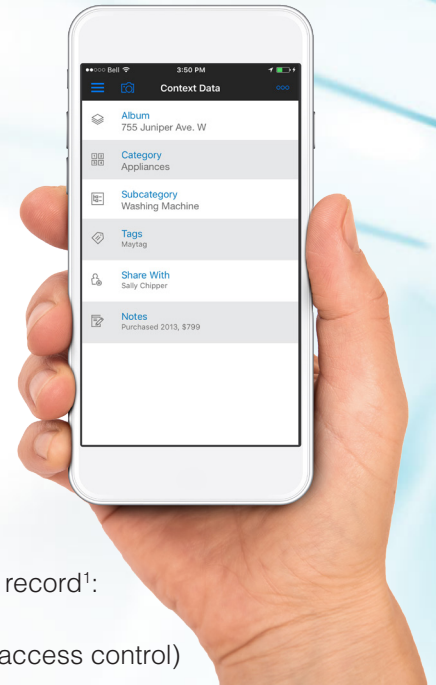 ●●○○○ Bell 3:50 PM
Context Data ○○○
Album
755 Juniper Ave. W
Category
Appliances
Subcategory
Washing Machine
Tags
Maytag
Share With
Sally Chipper
Notes
Purchased 2013, $799
record¹:
access control)